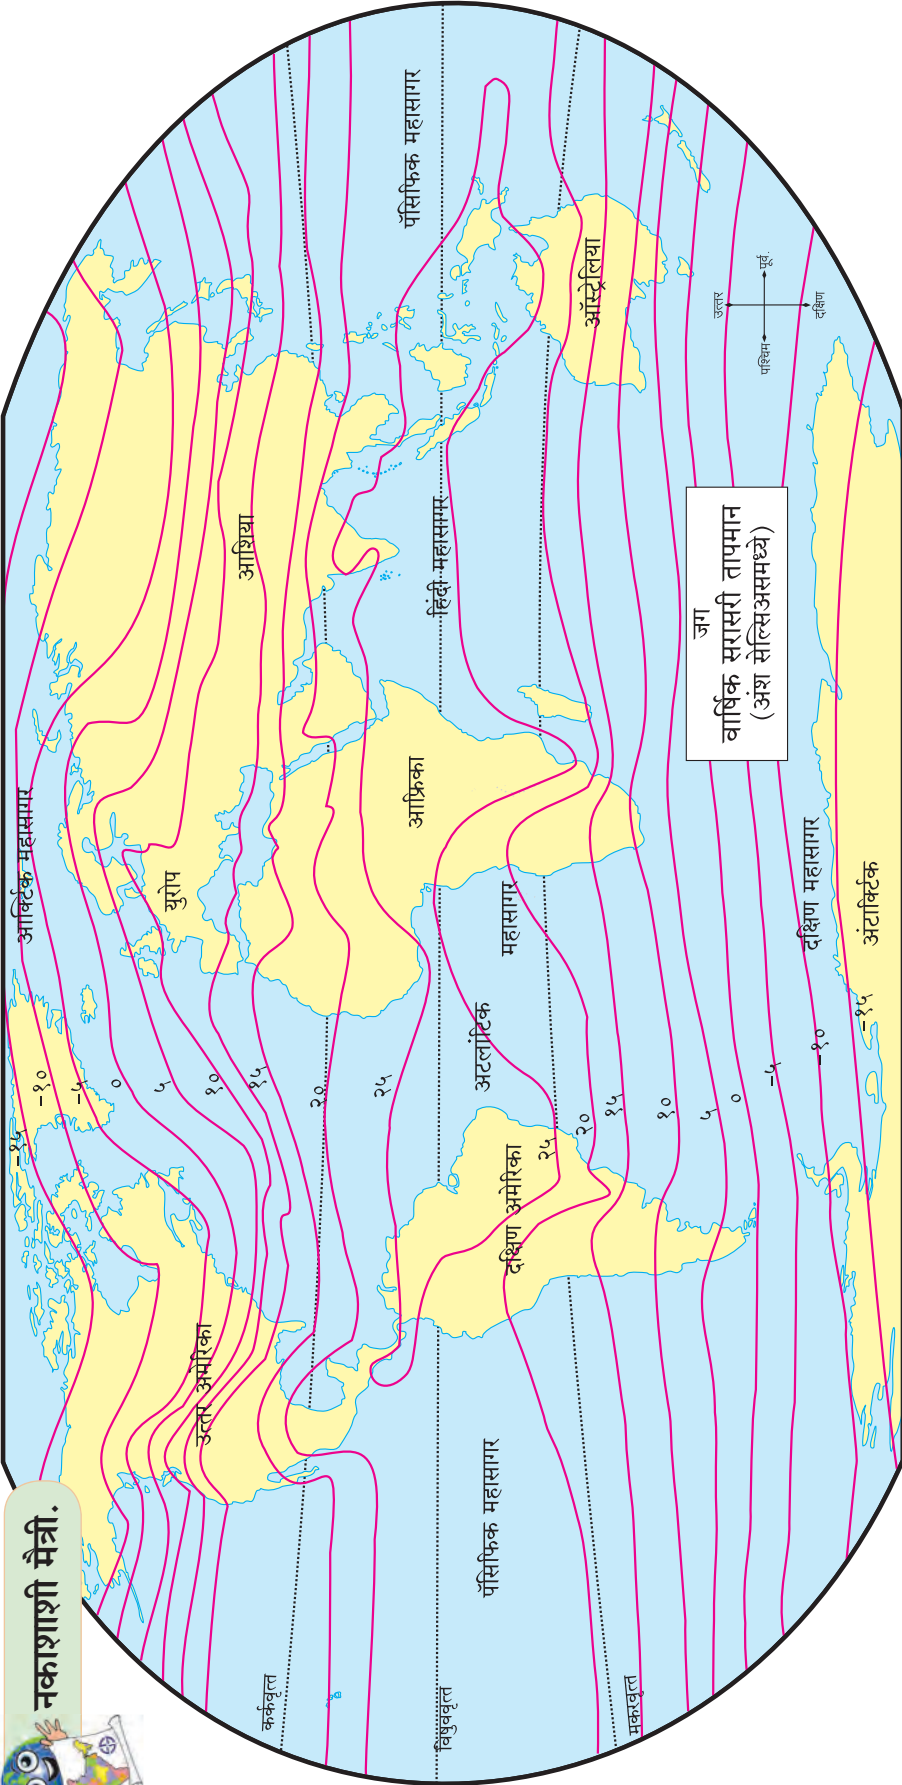 नकाशाशी मैत्री.
आर्क्टिक महासागर
उत्तर अमेरिका
युरोप
आशिया
पॅसिफिक महासागर
कर्कवृत्त
आफ्रिका
विषुववृत्त
पॅसिफिक महासागर
दक्षिण अमेरिका
अटलांटिक
महासागर
हिंदी महासागर
ऑस्ट्रेलिया
मकरवृत्त
-१५
-१०
-५
०
५
१०
१५
२०
२५
२५
२०
१५
१०
५
०
-५
-१०
-१५
जग
वार्षिक सरासरी तापमान
(अंश सेल्सिअसमध्ये)
उत्तर
पश्चिम
पूर्व
दक्षिण
दक्षिण महासागर
अंटार्क्टिक